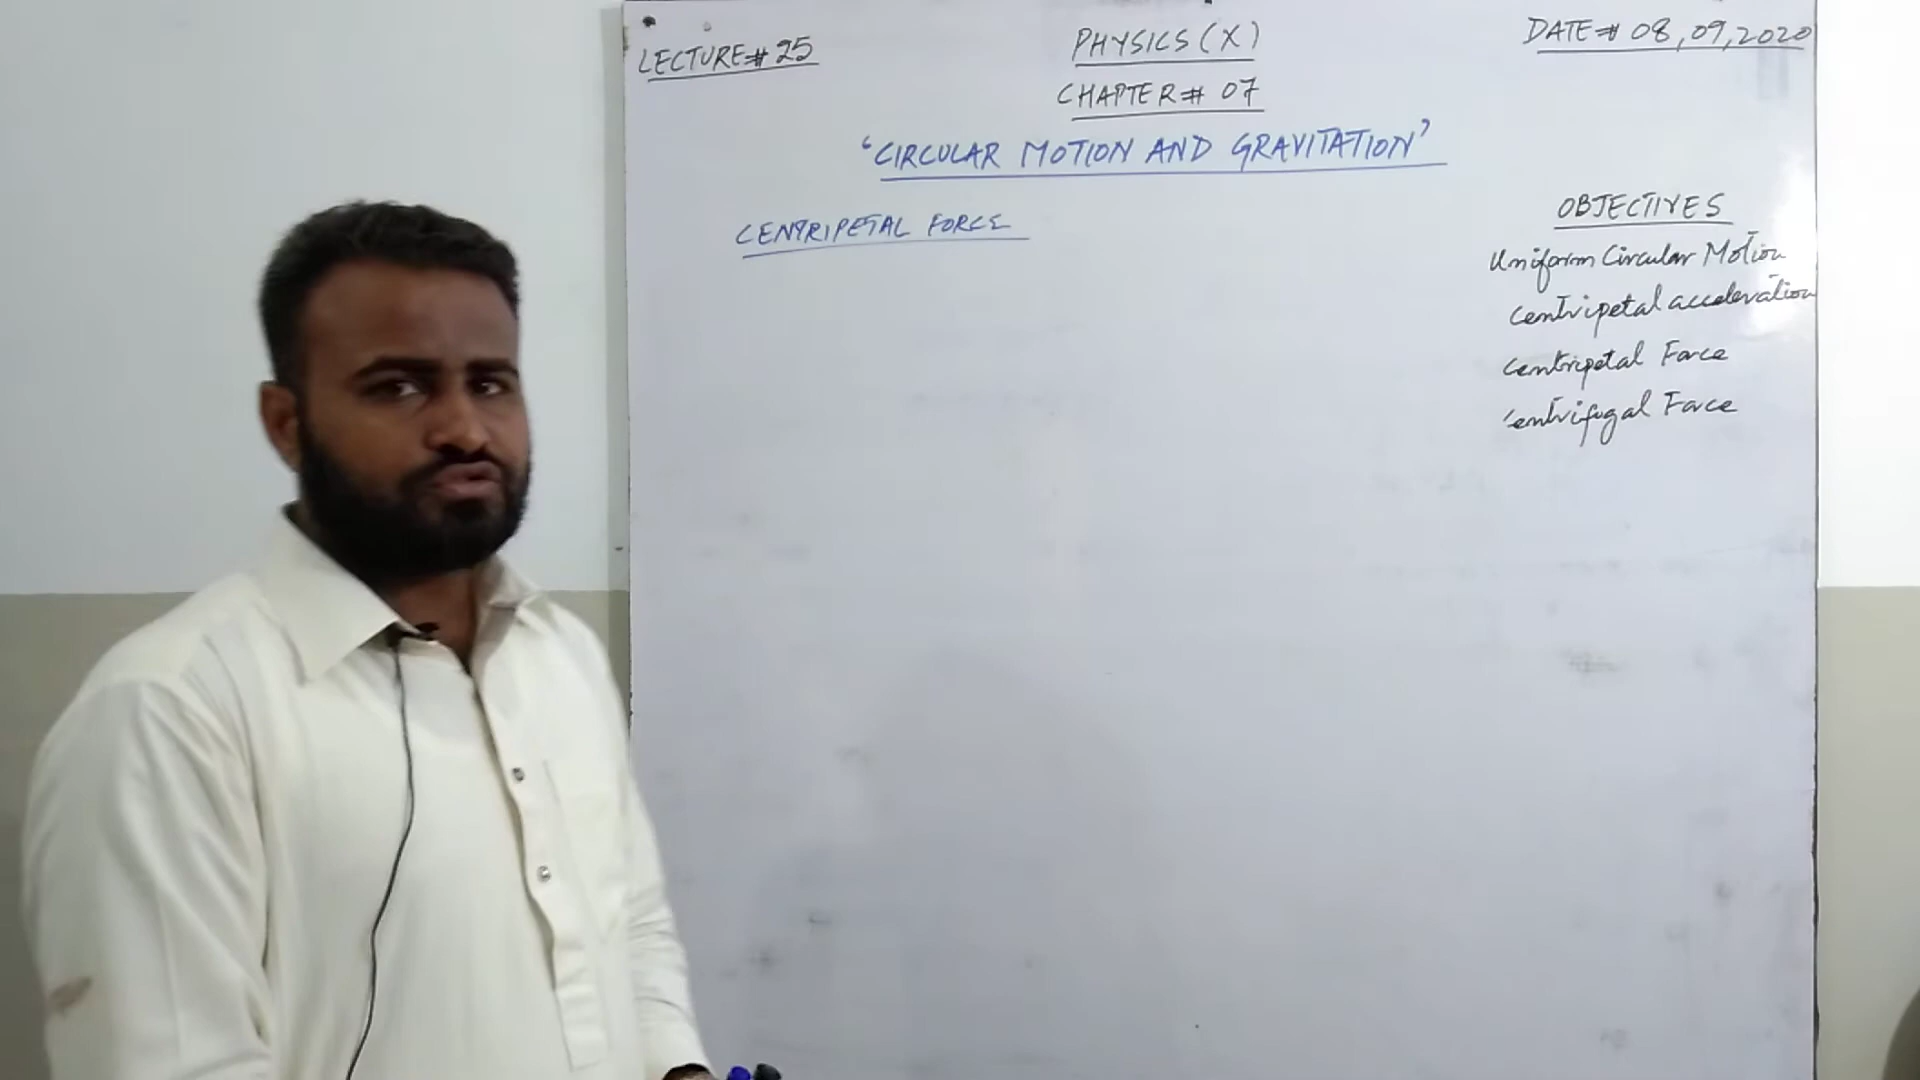 LECTURE# 25
PHYSICS (X)
DATE# 08,09,2020
CHAPTER# 07
‘CIRCULAR MOTION AND GRAVITATION’
CENTRIPETAL FORCE
OBJECTIVES
Uniform Circular Motion
Centripetal acceleration
Centripetal Force
Centrifugal Force